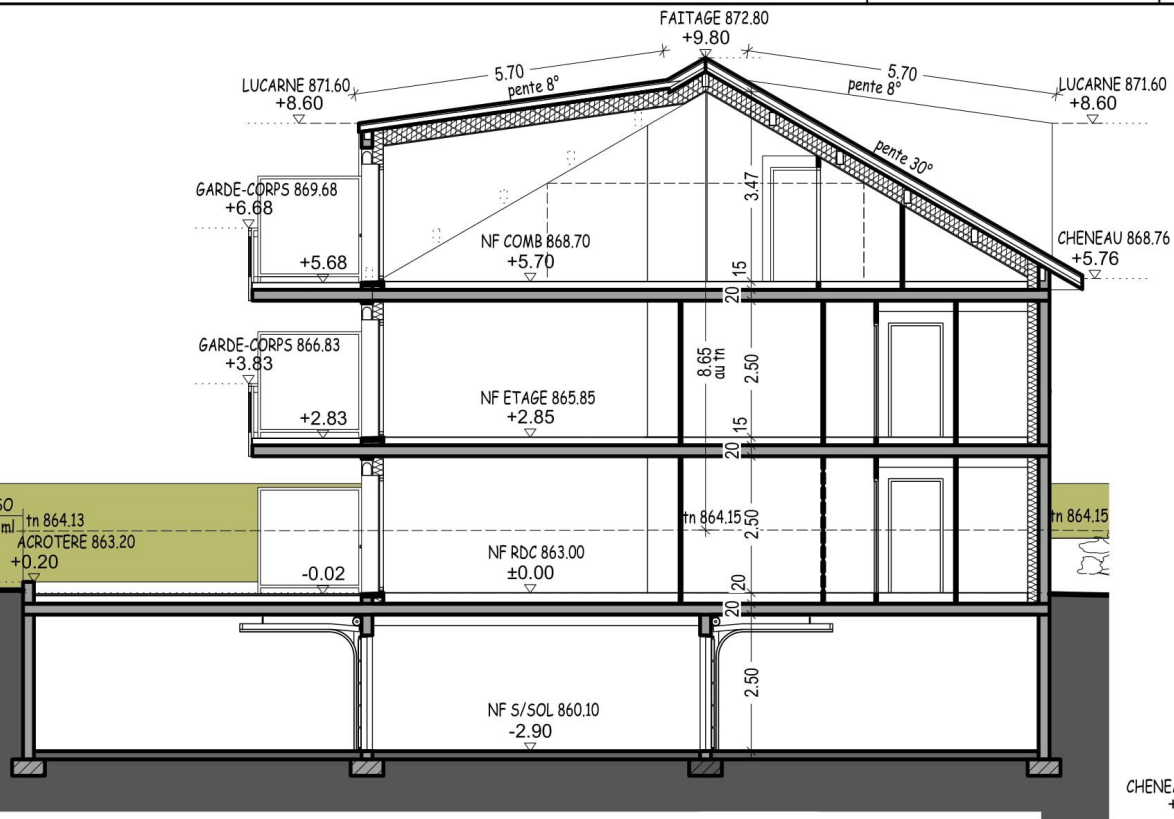 FAITAGE 872.80
+9.80
5.70
pente 8°
5.70
pente 8°
LUCARNE 871.60
+8.60
LUCARNE 871.60
+8.60
pente 30°
GARDE-CORPS 869.68
+6.68
3.47
NF COMB 868.70
+5.70
+5.68
CHENEAU 868.76
+5.76
15
20
GARDE-CORPS 866.83
+3.83
8.65
au tn
2.50
NF ETAGE 865.85
+2.85
+2.83
15
20
ml
tn 864.13
tn 864.15
2.50
tn 864.15
ACROTERE 863.20
+0.20
NF RDC 863.00
±0.00
-0.02
20
20
2.50
NF S/SOL 860.10
-2.90